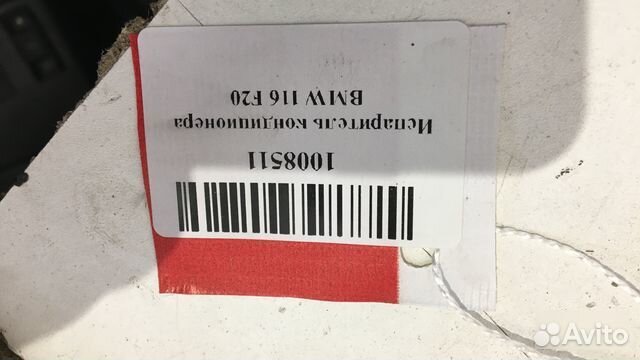 1008511
Испаритель кондиционера
BMW 116 F20
Avito